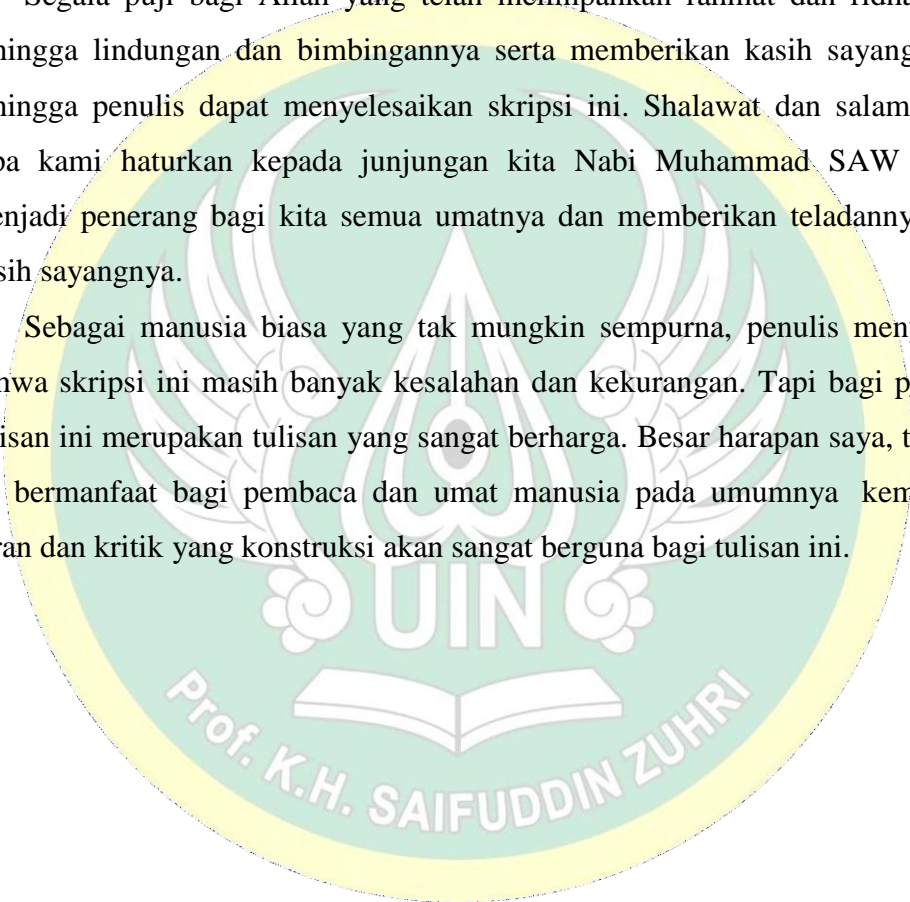 Segala puji bagi Allah yang telah melimpahkan rahmat dan ridha
hingga lindungan dan bimbingannya serta memberikan kasih sayang
hingga penulis dapat menyelesaikan skripsi ini. Shalawat dan salam
pa kami haturkan kepada junjungan kita Nabi Muhammad SAW
enjadi penerang bagi kita semua umatnya dan memberikan teladanny
sih sayangnya.
Sebagai manusia biasa yang tak mungkin sempurna, penulis men
hwa skripsi ini masih banyak kesalahan dan kekurangan. Tapi bagi p
lisan ini merupakan tulisan yang sangat berharga. Besar harapan saya, t
bermanfaat bagi pembaca dan umat manusia pada umumnya kem
ran dan kritik yang konstruksi akan sangat berguna bagi tulisan ini.
UIN
Prof. K.H. SAIFUDDIN ZUHRI